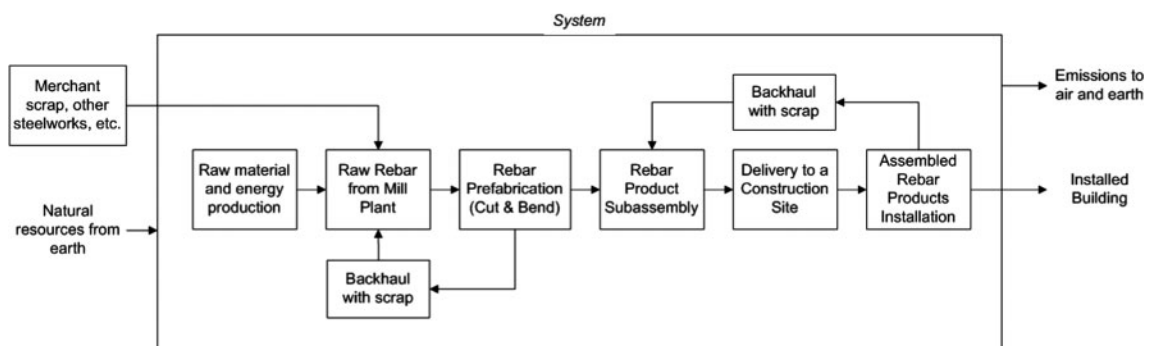 System
Merchant
scrap, other
steelworks, etc.
Backhaul
with scrap
Emissions to
air and earth
Raw material
and energy
production
Raw Rebar
from Mill
Plant
Rebar
Prefabrication
(Cut & Bend)
Rebar
Product
Subassembly
Delivery to a
Construction
Site
Assembled
Rebar
Products
Installation
Installed
Building
Natural
resources from
earth
Backhaul
with scrap